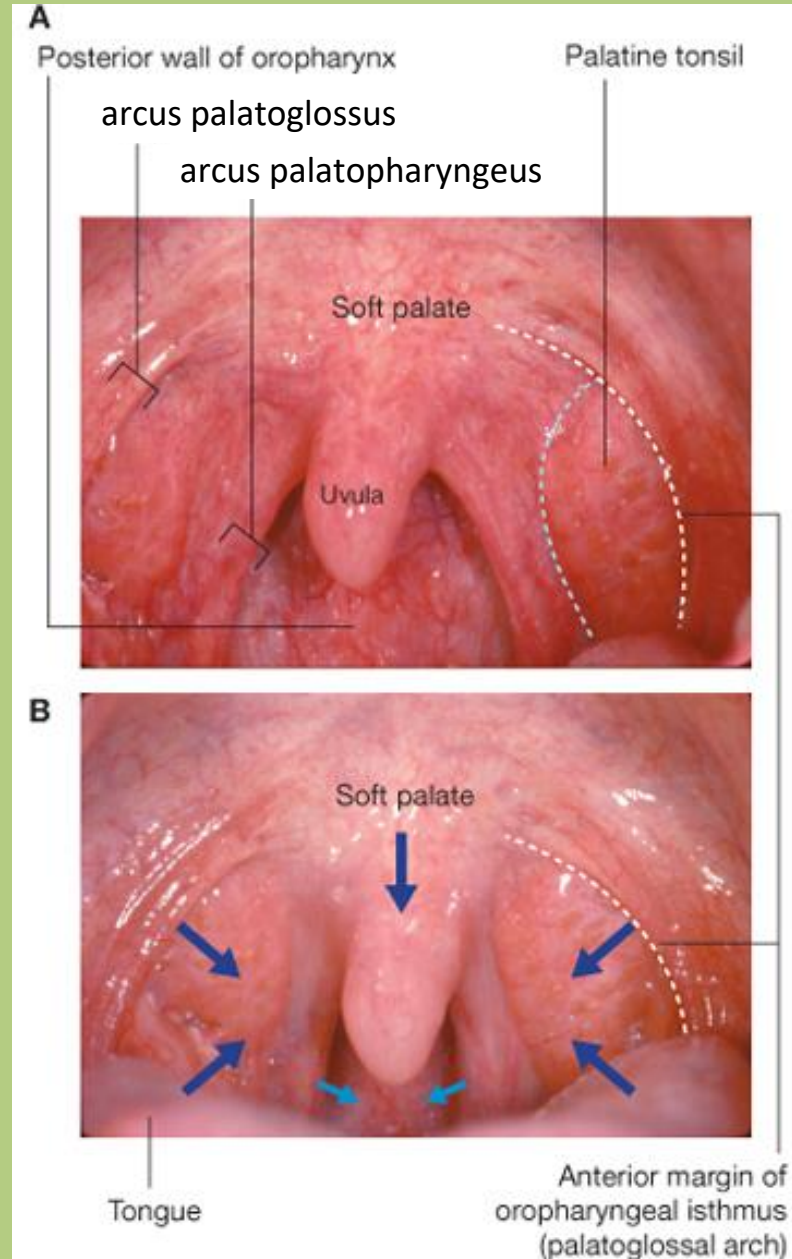 A
Posterior wall of oropharynx
Palatine tonsil
arcus palatoglossus
arcus palatopharyngeus
Soft palate
Uvula
B
Soft palate
Tongue
Anterior margin of
oropharyngeal isthmus
(palatoglossal arch)